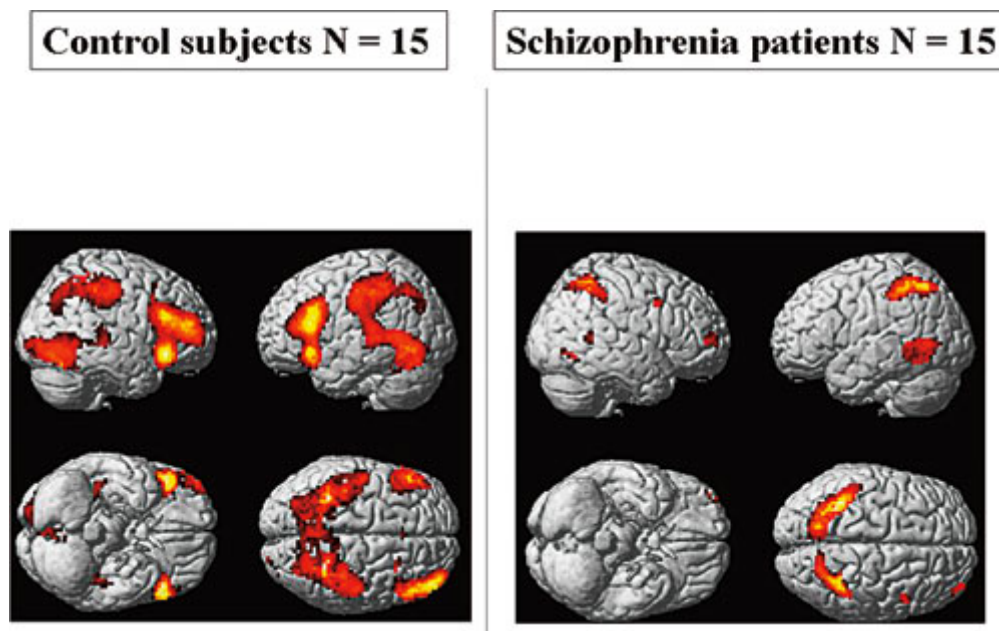 Control subjects N = 15
Schizophrenia patients N = 15